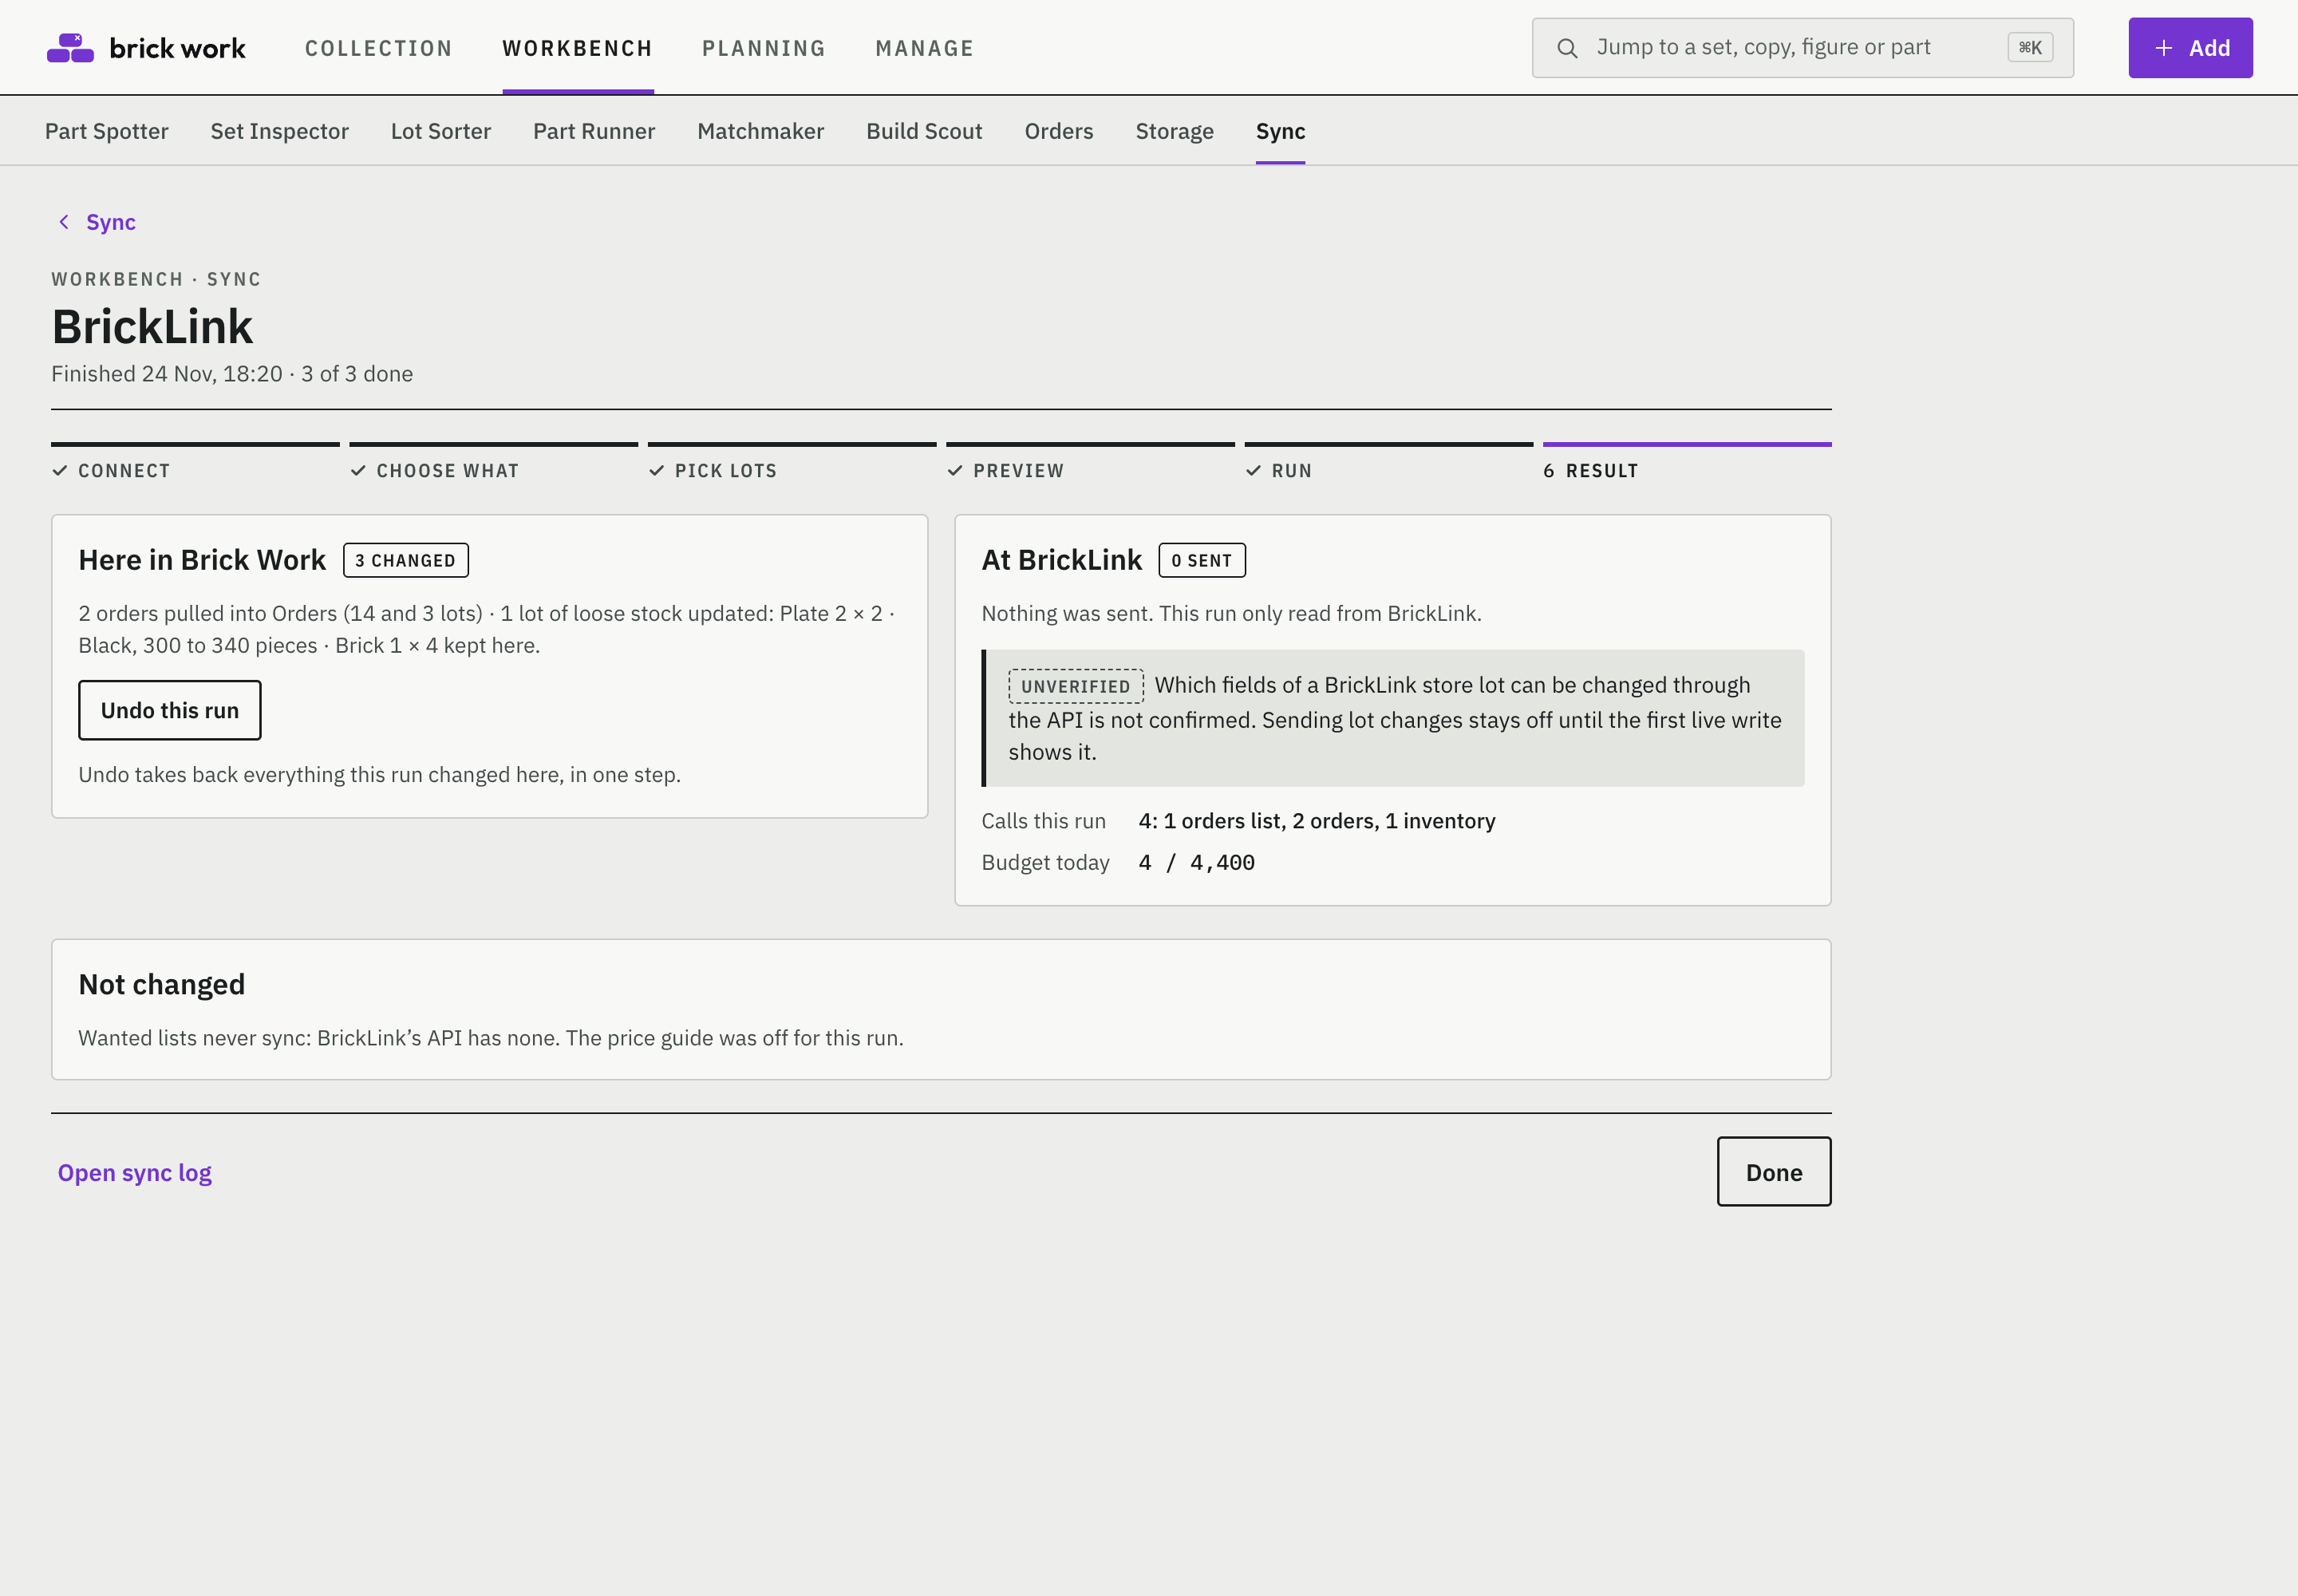 brick work
COLLECTION
WORKBENCH
PLANNING
MANAGE
Jump to a set, copy, figure or part
⌘K
+ Add
Part Spotter
Set Inspector
Lot Sorter
Part Runner
Matchmaker
Build Scout
Orders
Storage
Sync
Sync
WORKBENCH · SYNC
BrickLink
Finished 24 Nov, 18:20 · 3 of 3 done
CONNECT
CHOOSE WHAT
PICK LOTS
PREVIEW
RUN
6 RESULT
Here in Brick Work
3 CHANGED
2 orders pulled into Orders (14 and 3 lots) · 1 lot of loose stock updated: Plate 2 × 2 ·
Black, 300 to 340 pieces · Brick 1 × 4 kept here.
Undo this run
Undo takes back everything this run changed here, in one step.
At BrickLink
0 SENT
Nothing was sent. This run only read from BrickLink.
UNVERIFIED Which fields of a BrickLink store lot can be changed through
the API is not confirmed. Sending lot changes stays off until the first live write
shows it.
Calls this run 4: 1 orders list, 2 orders, 1 inventory
Budget today 4 / 4,400
Not changed
Wanted lists never sync: BrickLink’s API has none. The price guide was off for this run.
Open sync log
Done